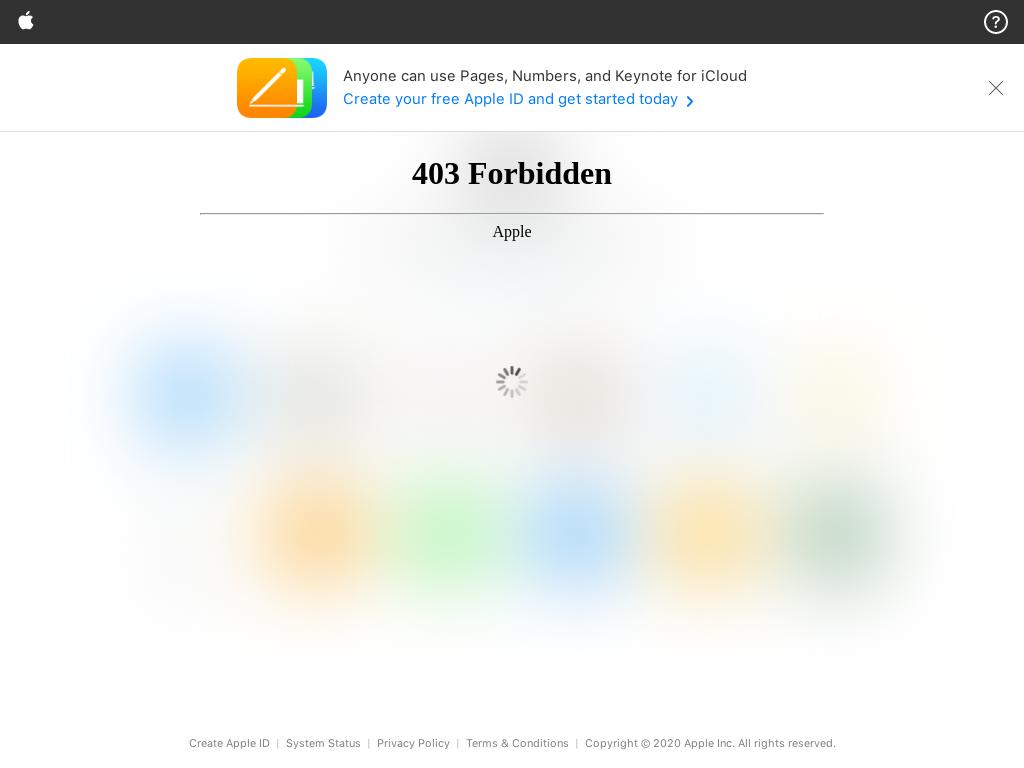 Anyone can use Pages, Numbers, and Keynote for iCloud
Create your free Apple ID and get started today
403 Forbidden
Apple
Create Apple ID | System Status | Privacy Policy | Terms & Conditions | Copyright © 2020 Apple Inc. All rights reserved.